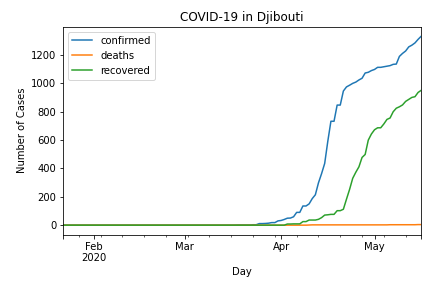 COVID-19 in Djibouti
confirmed
deaths
recovered
Number of Cases
1200
1000
800
600
400
200
0
Feb
2020
Mar
Apr
May
Day